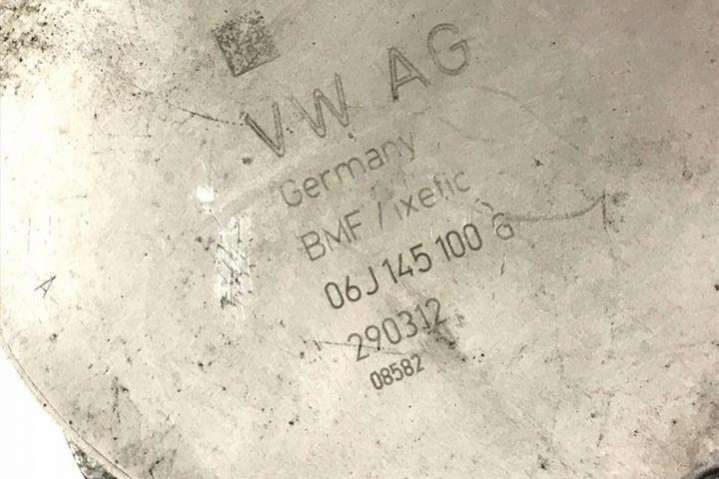 VW AG
Germany
BMF / ixetic
06J 145 100 G
290312
08582
A